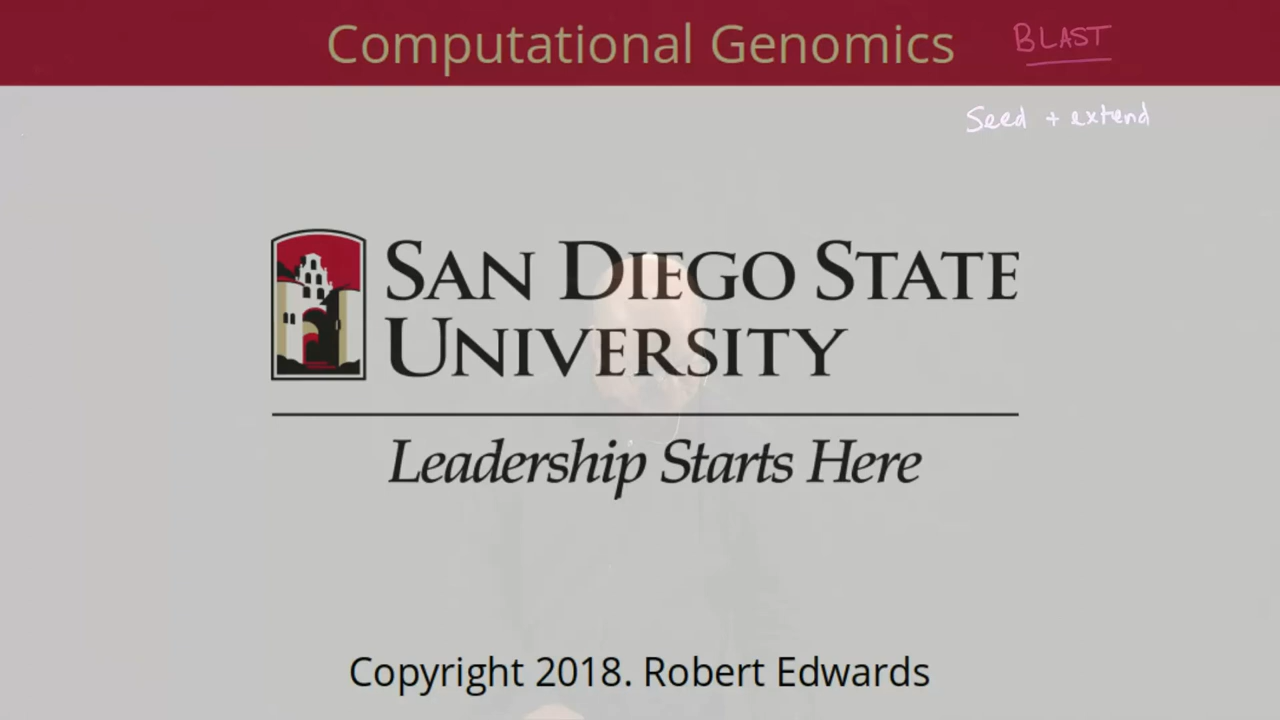 Computational Genomics BLAST
Seed + extend
SAN DIEGO STATE
UNIVERSITY
Leadership Starts Here
Copyright 2018. Robert Edwards